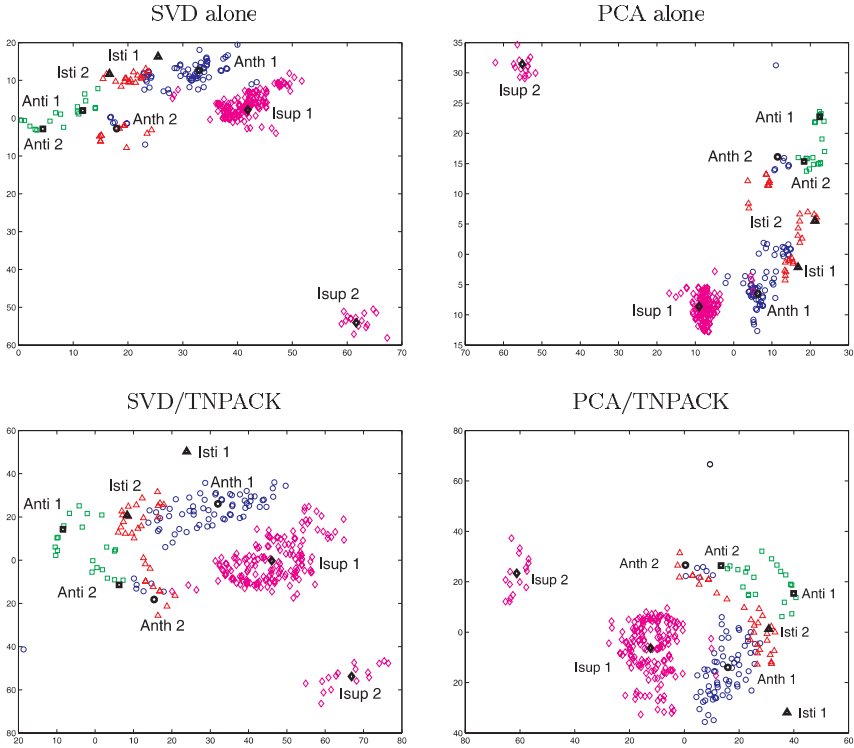 SVD alone
PCA alone
20
10
0
10
20
30
40
50
60
0
10
20
30
40
50
60
70
Isti 1
Isti 2
Anth 1
Anti 1
Isup 1
Anth 2
Anti 2
Isup 2
35
30
25
20
15
10
5
0
5
10
15
70
60
50
40
30
20
10
0
10
20
30
Isup 2
Anti 1
Anth 2
Anti 2
Isti 2
Isti 1
Isup 1
Anth 1
SVD/TNPACK
PCA/TNPACK
60
40
20
0
20
40
60
80
20
0
10
20
30
40
50
60
70
80
Isti 1
Isti 2
Anth 1
Anti 1
Isup 1
Anti 2
Anth 2
Isup 2
80
60
40
20
0
20
40
80
60
40
20
0
20
40
60
Anth 2
Anti 2
Isup 2
Anti 1
Isti 2
Isup 1
Anth 1
Isti 1